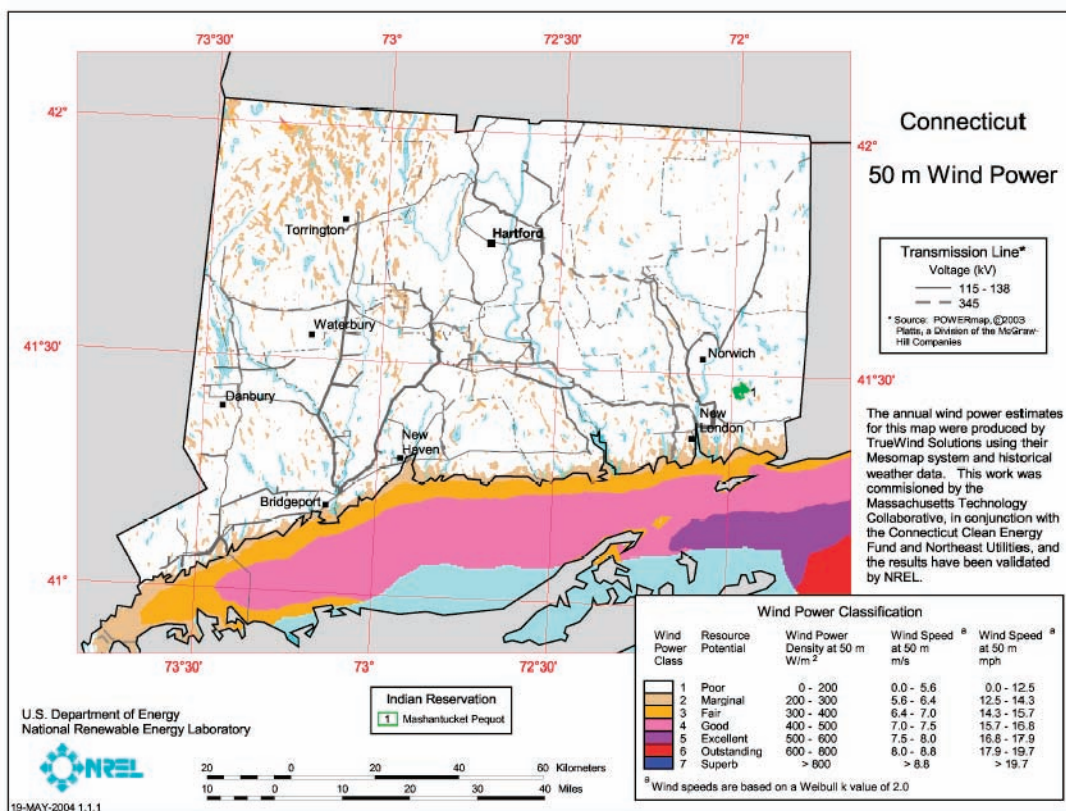 73°30' 73° 72°30' 72°
42°
42°
Connecticut
50 m Wind Power
Torrington
Hartford
Transmission Line*
Voltage (kV)
115 - 138
345
* Source: POWERmap, ©2003
Platts, a Division of the McGraw-
Hill Companies
Waterbury
41°30'
Norwich
41°30'
1
Danbury
New
London
New
Haven
The annual wind power estimates
for this map were produced by
TrueWind Solutions using their
Mesomap system and historical
weather data. This work was
commisioned by the
Massachusetts Technology
Collaborative, in conjunction with
the Connecticut Clean Energy
Fund and Northeast Utilities, and
the results have been validated
by NREL.
Bridgeport
41°
73°30' 73° 72°30'
Wind Power Classification
Wind Power Class
Resource Potential
Wind Power Density at 50 m W/m 2
Wind Speed a at 50 m m/s
Wind Speed a at 50 m mph
1 Poor 0 - 200 0.0 - 5.6 0.0 - 12.5
2 Marginal 200 - 300 5.6 - 6.4 12.5 - 14.3
3 Fair 300 - 400 6.4 - 7.0 14.3 - 15.7
4 Good 400 - 500 7.0 - 7.5 15.7 - 16.8
5 Excellent 500 - 600 7.5 - 8.0 16.8 - 17.9
6 Outstanding 600 - 800 8.0 - 8.8 17.9 - 19.7
7 Superb > 800 > 8.8 > 19.7
a Wind speeds are based on a Weibull k value of 2.0
Indian Reservation
1 Mashantucket Pequot
U.S. Department of Energy
National Renewable Energy Laboratory
NREL
20 0 20 40 60 Kilometers
10 0 10 20 30 40 Miles
19-MAY-2004 1.1.1